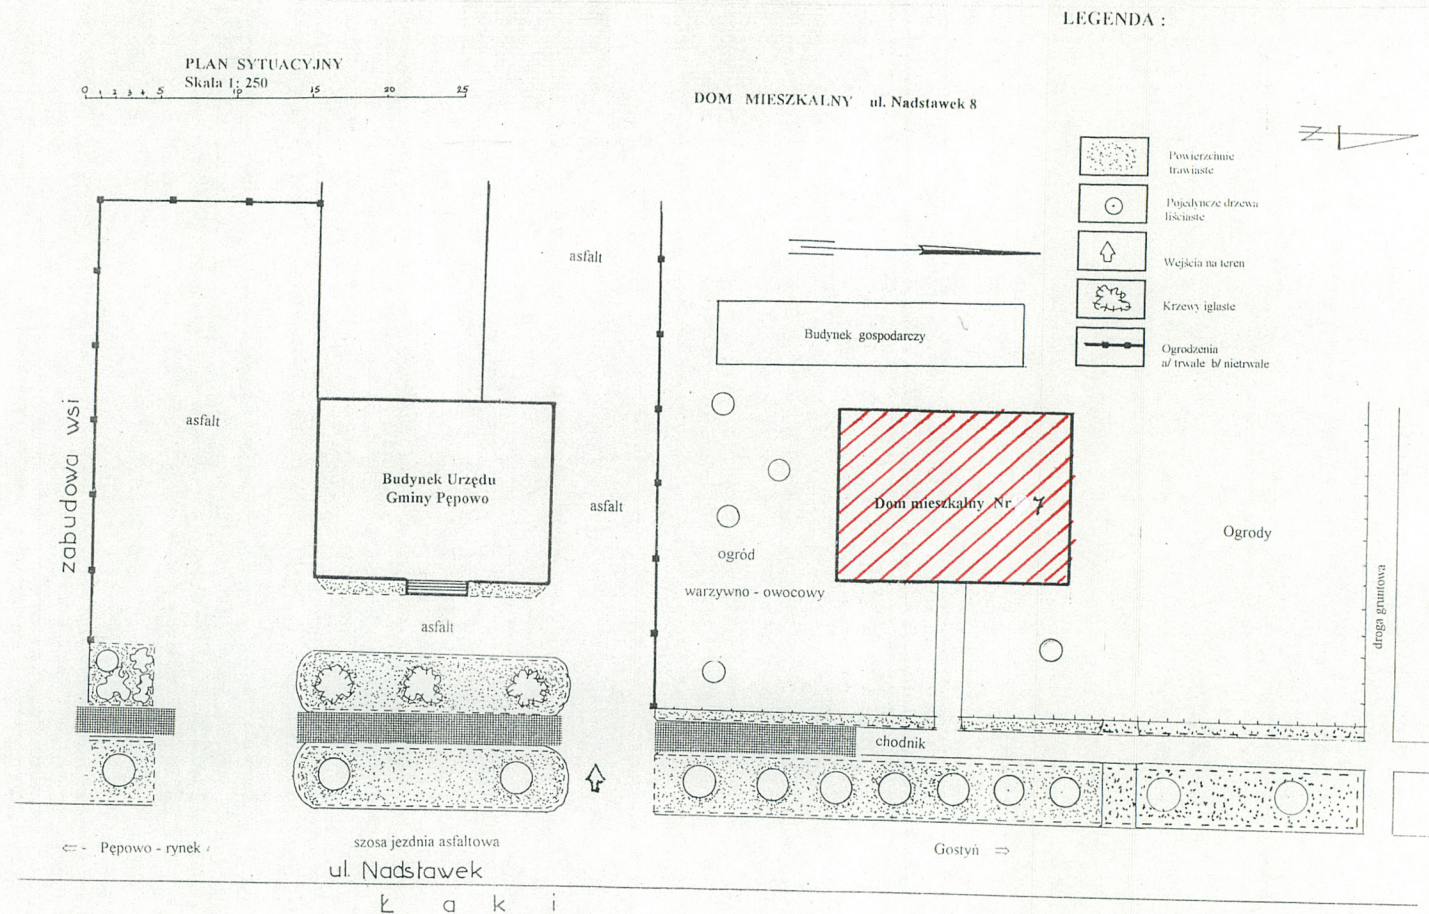 LEGENDA :
PLAN SYTUACYJNY
Skala 1: 250
0 1 2 3 4 5 10 15 20 25
DOM MIESZKALNY ul. Nadstawek 8
Powierzchnie
trawiaste
Pojedyncze drzewa
liściaste
Wejścia na teren
Krzewy iglaste
Ogrodzenia
a/ trwałe b/ nietrwałe
asfalt
Budynek gospodarczy
zabudowa wsi
asfalt
Budynek Urzędu
Gminy Pępowo
asfalt
Dom mieszkalny Nr. 7
Ogrody
ogród
warzywno - owocowy
droga gruntowa
asfalt
chodnik
⇐ - Pępowo - rynek
szosa jezdnia asfaltowa
Gostyń ⇒
ul. Nadstawek
Ł a k i